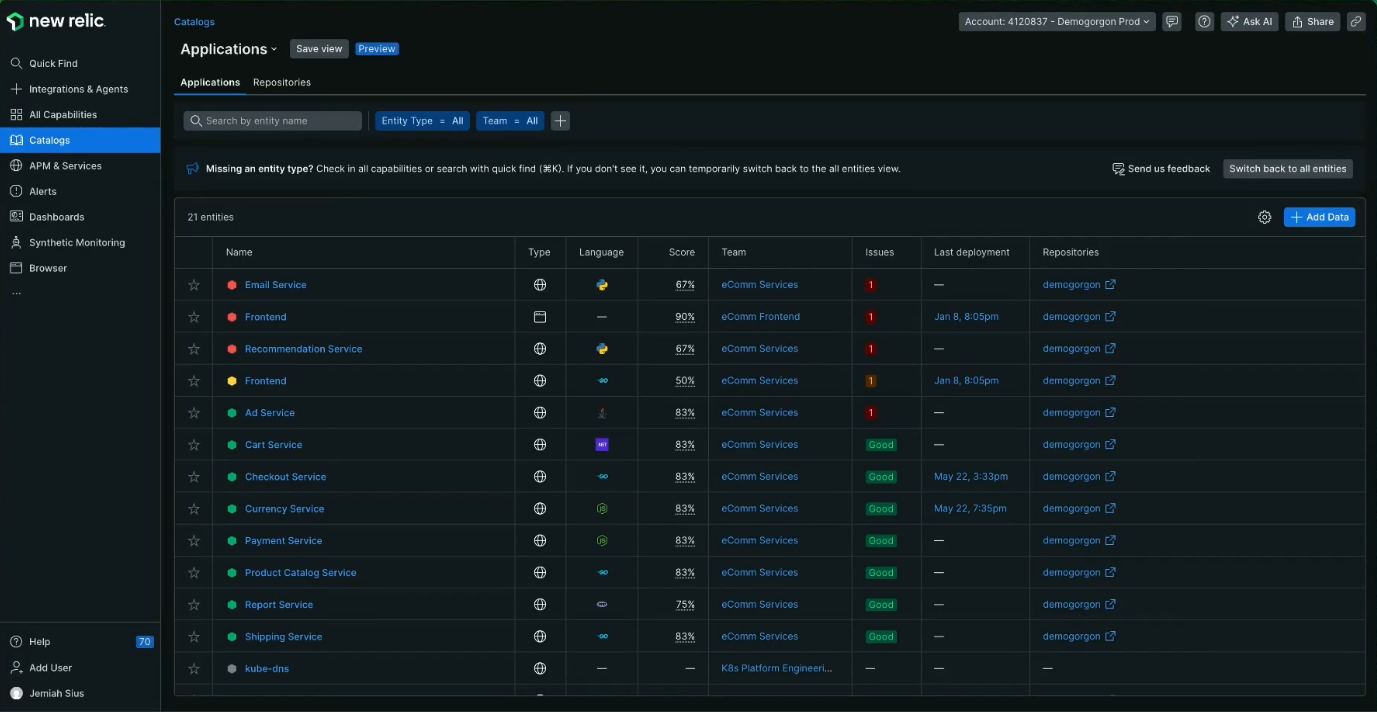 new relic.
Quick Find
Integrations & Agents
All Capabilities
Catalogs
APM & Services
Alerts
Dashboards
Synthetic Monitoring
Browser
...
Help 70
Add User
Jemiah Sius
Catalogs
Account: 4120837 - Demogorgon Prod
Ask AI
Share
Applications
Save view
Preview
Applications Repositories
Search by entity name
Entity Type = All
Team = All
Missing an entity type? Check in all capabilities or search with quick find (⌘K). If you don't see it, you can temporarily switch back to the all entities view.
Send us feedback
Switch back to all entities
21 entities
+ Add Data
Name Type Language Score Team Issues Last deployment Repositories
Email Service 67% eComm Services 1 — demogorgon
Frontend — 90% eComm Frontend 1 Jan 8, 8:05pm demogorgon
Recommendation Service 67% eComm Services 1 — demogorgon
Frontend GO 50% eComm Services 1 Jan 8, 8:05pm demogorgon
Ad Service 83% eComm Services 1 — demogorgon
Cart Service .NET 83% eComm Services Good — demogorgon
Checkout Service GO 83% eComm Services Good May 22, 3:33pm demogorgon
Currency Service JS 83% eComm Services Good May 22, 7:35pm demogorgon
Payment Service JS 83% eComm Services Good — demogorgon
Product Catalog Service GO 83% eComm Services Good — demogorgon
Report Service 75% eComm Services Good — demogorgon
Shipping Service GO 83% eComm Services Good — demogorgon
kube-dns — — K8s Platform Engineeri... — — —